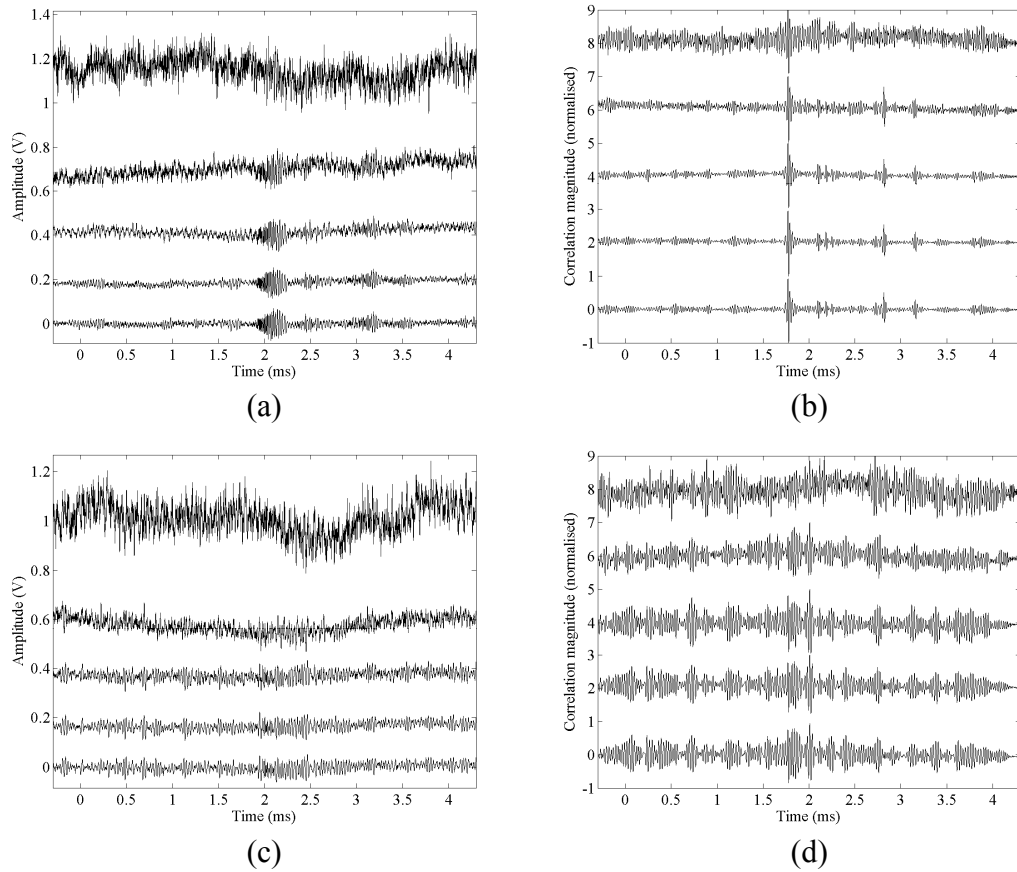 1.4
1.2
1
0.8
0.6
0.4
0.2
0
Amplitude (V)
0 0.5 1 1.5 2 2.5 3 3.5 4
Time (ms)
(a)
9
8
7
6
5
4
3
2
1
0
-1
Correlation magnitude (normalised)
0 0.5 1 1.5 2 2.5 3 3.5 4
Time (ms)
(b)
1.2
1
0.8
0.6
0.4
0.2
0
Amplitude (V)
0 0.5 1 1.5 2 2.5 3 3.5 4
Time (ms)
(c)
9
8
7
6
5
4
3
2
1
0
-1
Correlation magnitude (normalised)
0 0.5 1 1.5 2 2.5 3 3.5 4
Time (ms)
(d)